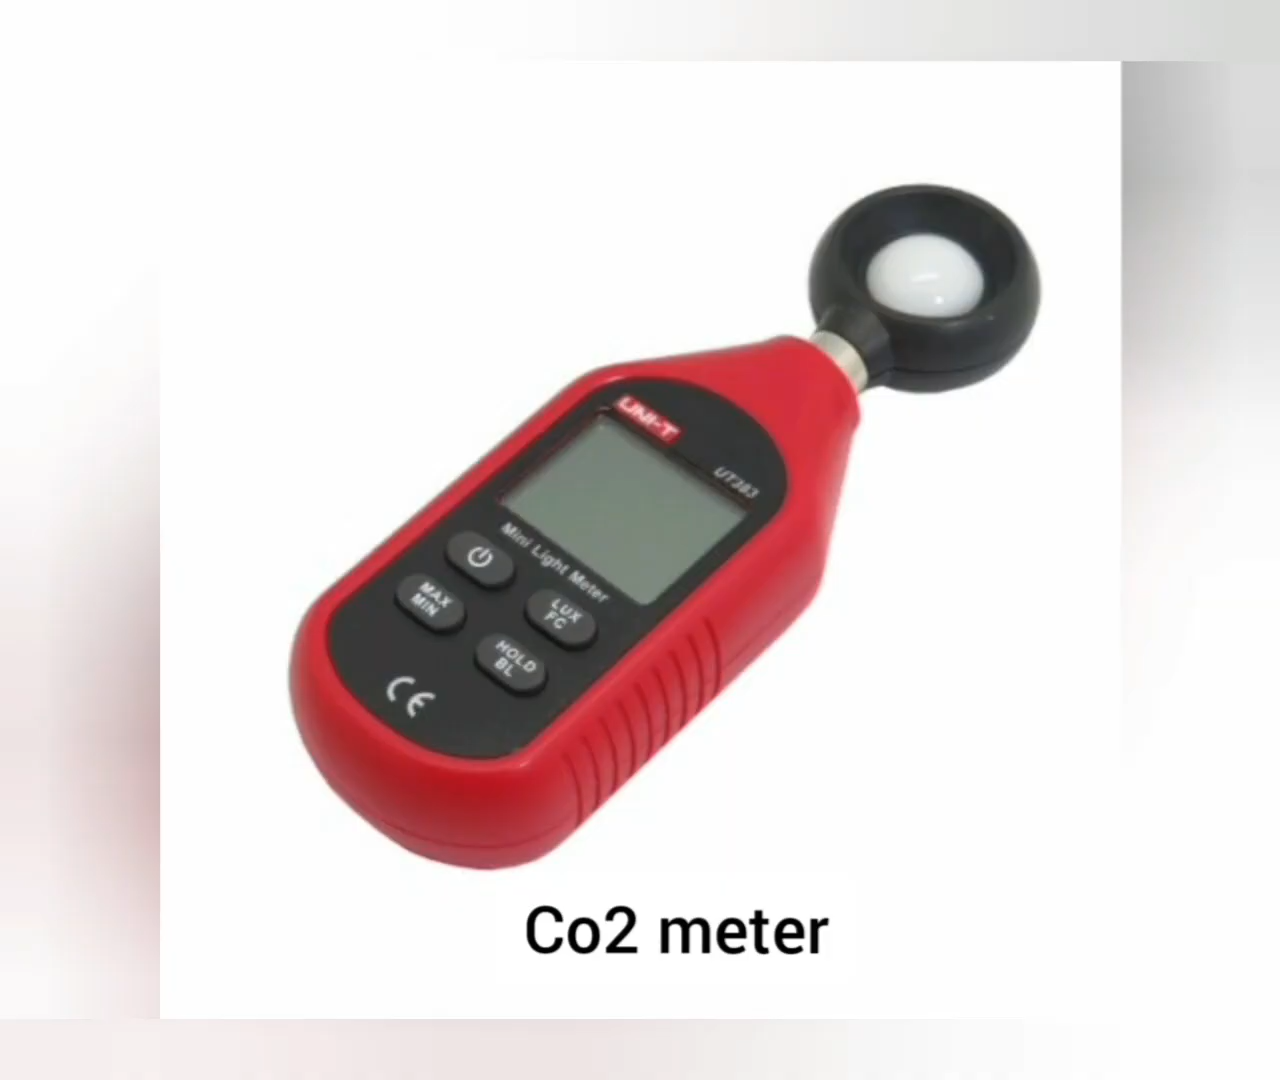 UNI-T
UT383
Mini Light Meter
MAX
MIN
LUX
FC
HOLD
BL
CE
Co2 meter